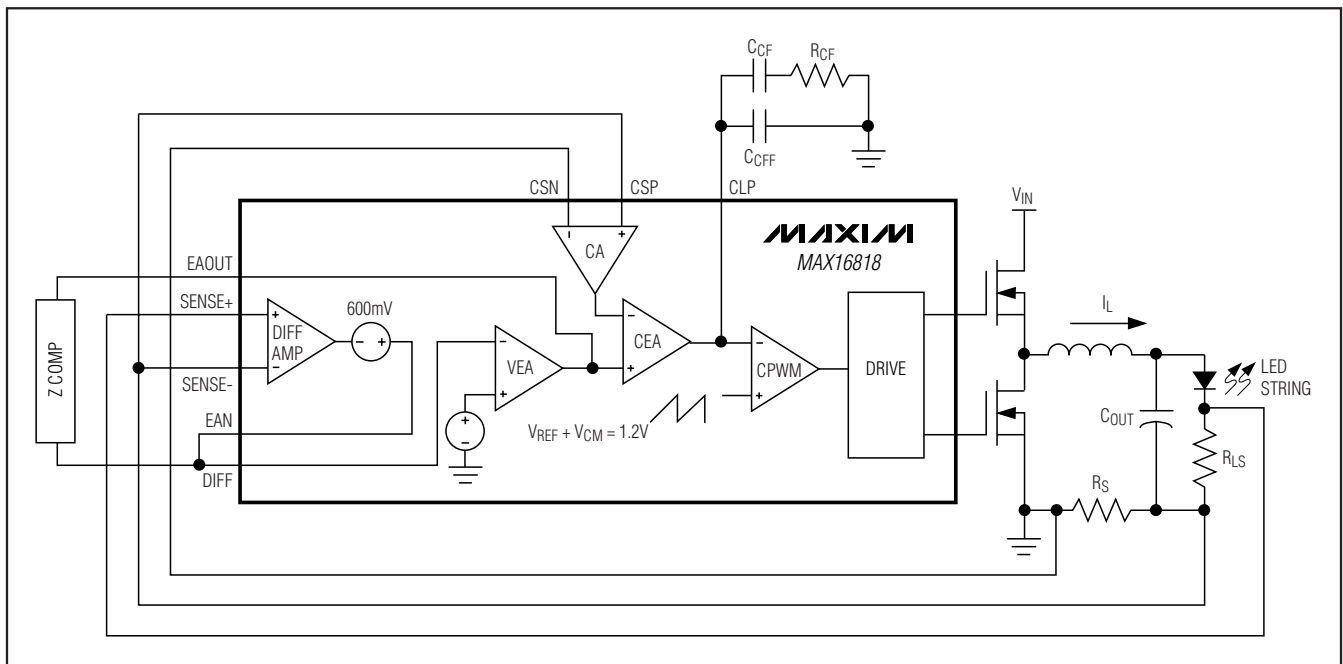 CCF
RCF
CCFF
CSN
CSP
CLP
VIN
MAXIM
MAX16818
EAOUT
SENSE+
SENSE-
EAN
DIFF
Z COMP
+
DIFF
AMP
-
600mV
- +
-
VEA
+
+
-
VREF + VCM = 1.2V
- +
CA
-
CEA
+
-
CPWM
+
DRIVE
IL
LED
STRING
COUT
RLS
RS